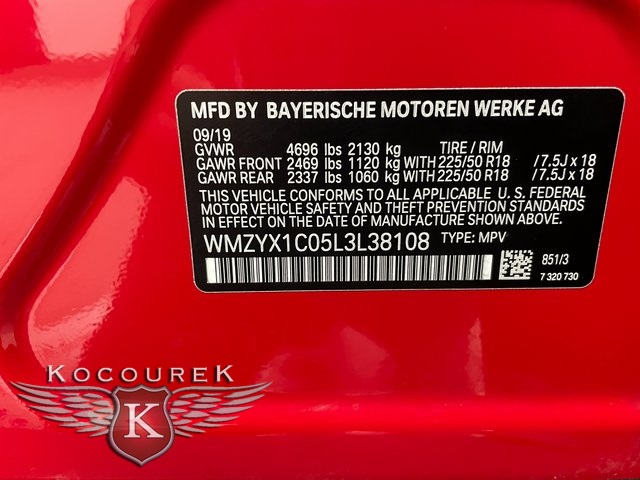 MFD BY BAYERISCHE MOTOREN WERKE AG
09/19
GVWR 4696 lbs 2130 kg TIRE / RIM
GAWR FRONT 2469 lbs 1120 kg WITH 225/50 R18 /7.5J x 18
GAWR REAR 2337 lbs 1060 kg WITH 225/50 R18 /7.5J x 18
THIS VEHICLE CONFORMS TO ALL APPLICABLE U. S. FEDERAL
MOTOR VEHICLE SAFETY AND THEFT PREVENTION STANDARDS
IN EFFECT ON THE DATE OF MANUFACTURE SHOWN ABOVE.
WMZYX1C05L3L38108 TYPE: MPV
851/3
7 320 730
KOCOUREK
K